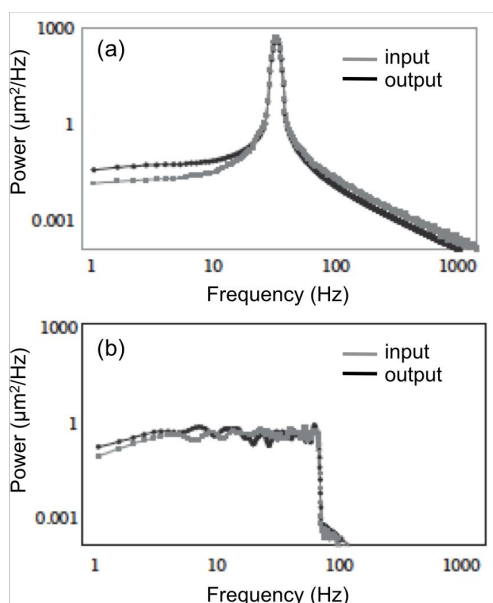 (a)
input
output
1000
1
0.001
Power (µm²/Hz)
1 10 100 1000
Frequency (Hz)
(b)
input
output
1000
1
0.001
Power (µm²/Hz)
1 10 100 1000
Frequency (Hz)